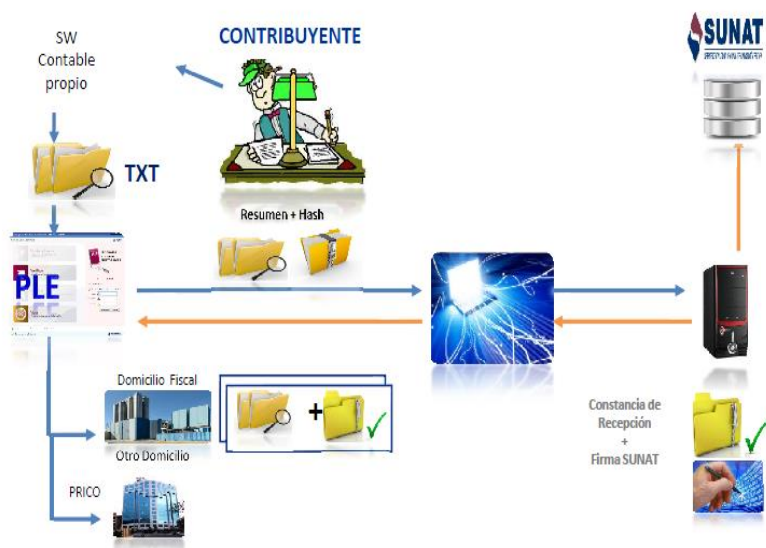 SW
Contable
propio
CONTRIBUYENTE
SUNAT
TXT
Resumen + Hash
PLE
Domicilio Fiscal
+
Otro Domicilio
PRICO
Constancia de
Recepción
+
Firma SUNAT